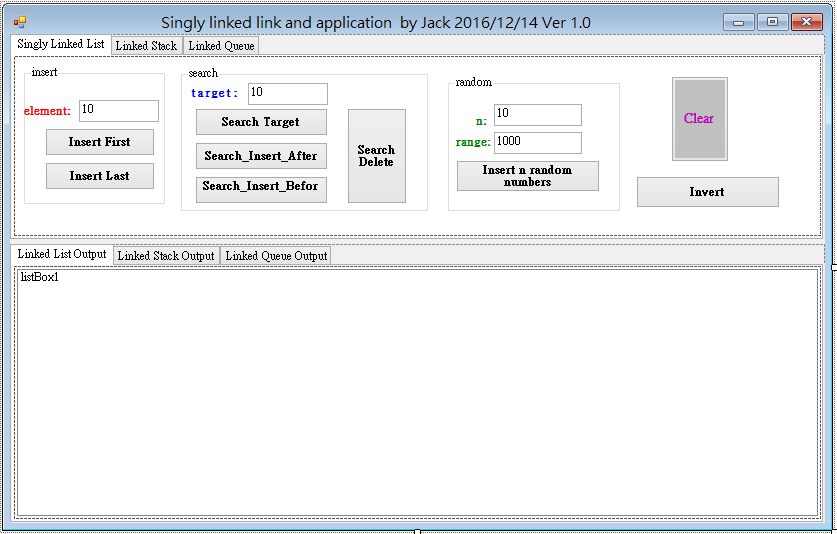 Singly linked link and application by Jack 2016/12/14 Ver 1.0
Singly Linked List
Linked Stack
Linked Queue
insert
element:
10
Insert First
Insert Last
search
target:
10
Search Target
Search_Insert_After
Search_Insert_Befor
Search
Delete
random
n:
10
range:
1000
Insert n random
numbers
Clear
Invert
Linked List Output
Linked Stack Output
Linked Queue Output
listBox1